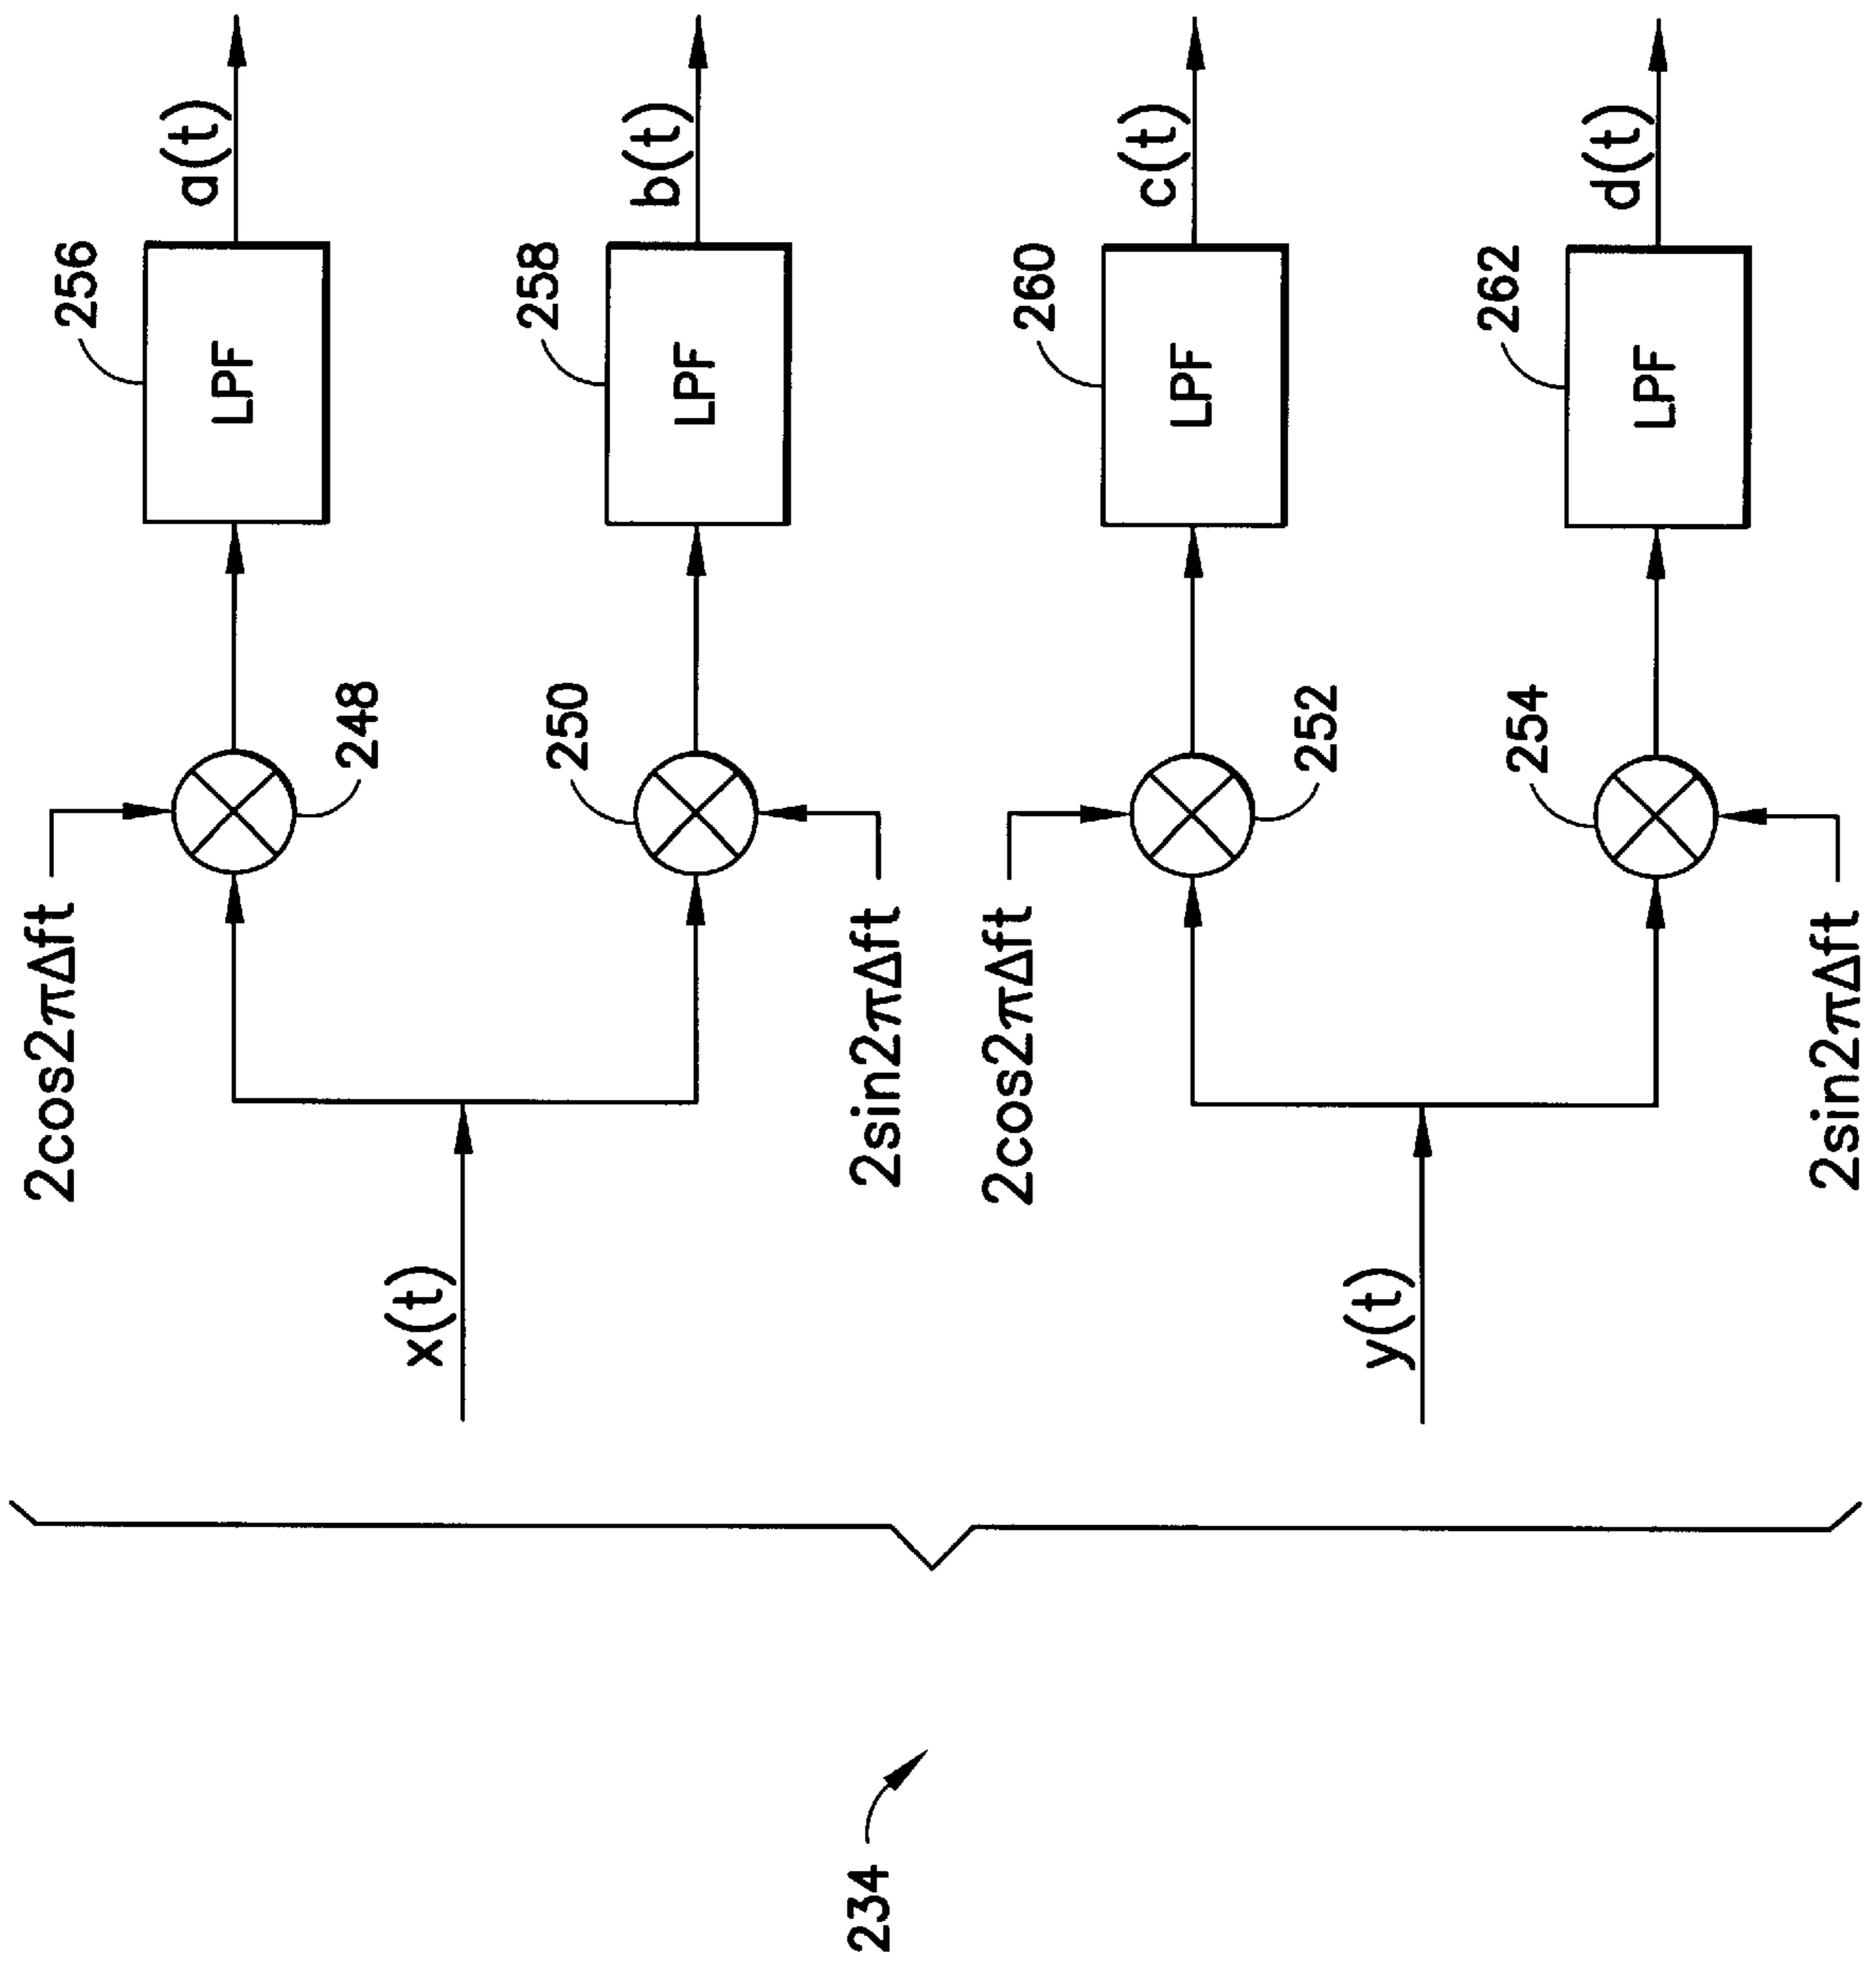 2cos2πΔft
256
a(t)
LPF
248
x(t)
250
258
b(t)
LPF
2sin2πΔft
234
2cos2πΔft
260
c(t)
LPF
252
y(t)
254
262
d(t)
LPF
2sin2πΔft